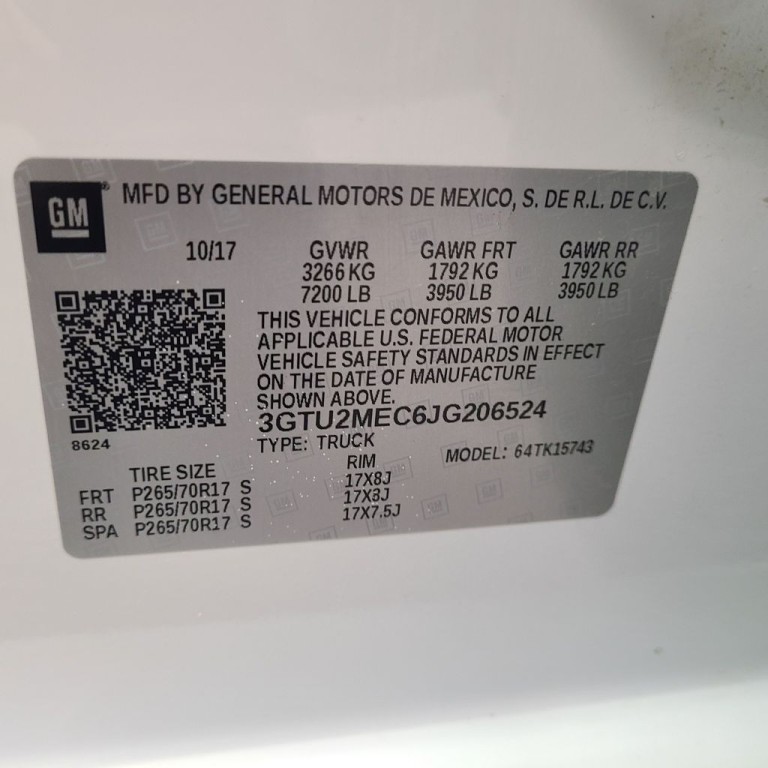 GM ® MFD BY GENERAL MOTORS DE MEXICO, S. DE R.L. DE C.V.
10/17 GVWR GAWR FRT GAWR RR
3266 KG 1792 KG 1792 KG
7200 LB 3950 LB 3950 LB
THIS VEHICLE CONFORMS TO ALL
APPLICABLE U.S. FEDERAL MOTOR
VEHICLE SAFETY STANDARDS IN EFFECT
ON THE DATE OF MANUFACTURE
SHOWN ABOVE.
3GTU2MEC6JG206524
8624
TYPE: TRUCK MODEL: 64TK15743
TIRE SIZE RIM
FRT P265/70R17 S 17X8J
RR P265/70R17 S 17X8J
SPA P265/70R17 S 17X7.5J